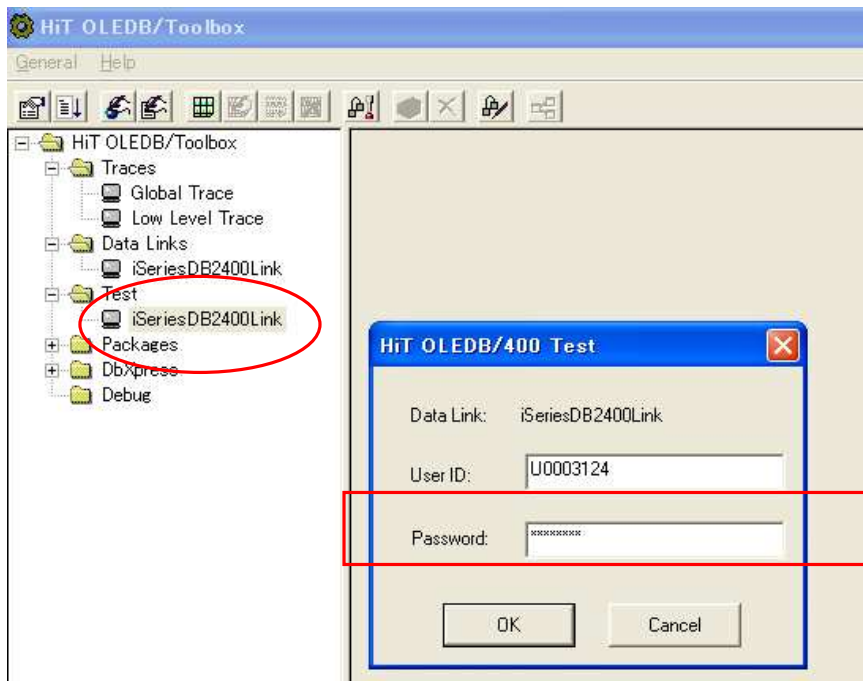 HiT OLEDB/Toolbox
General Help
HiT OLEDB/Toolbox
Traces
Global Trace
Low Level Trace
Data Links
iSeriesDB2400Link
Test
iSeriesDB2400Link
Packages
DbXpress
Debug
HiT OLEDB/400 Test
Data Link: iSeriesDB2400Link
User ID: U0003124
Password: ********
OK Cancel